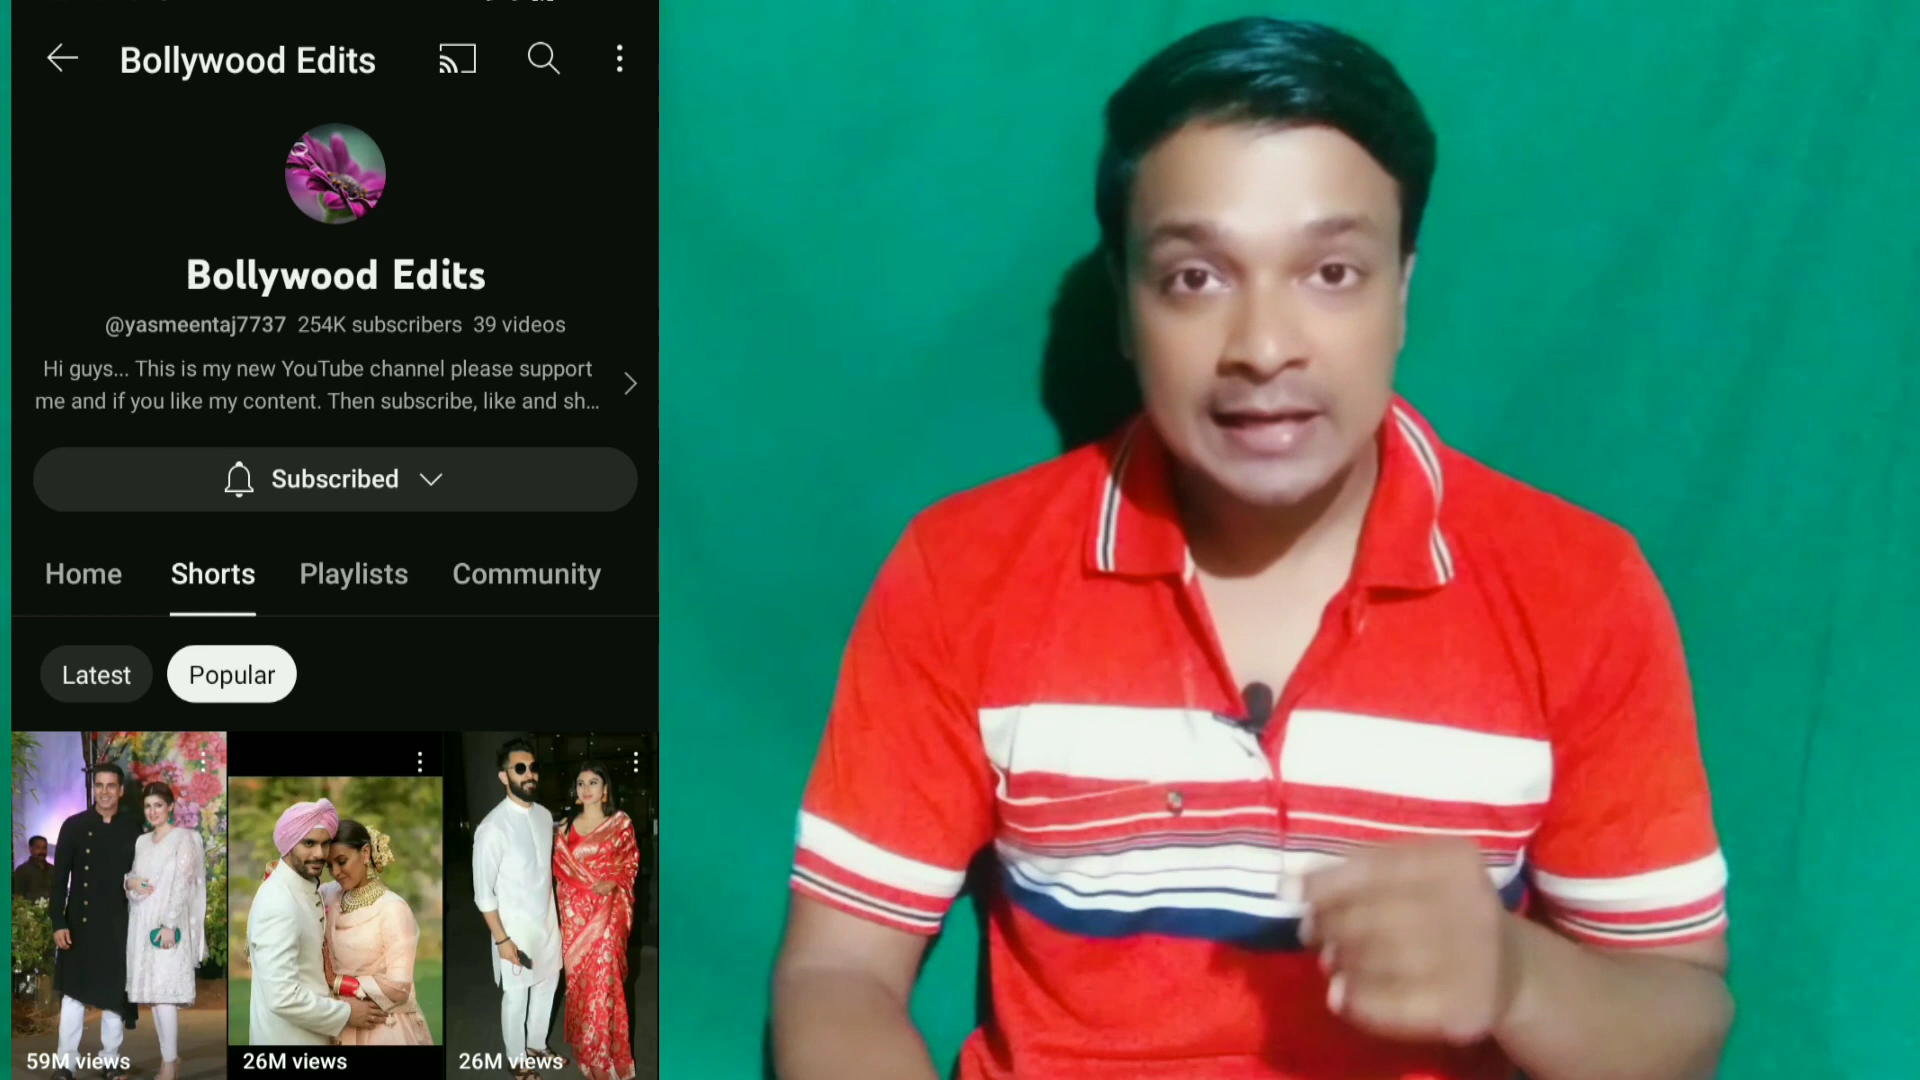 Bollywood Edits
Bollywood Edits
@yasmeentaj7737 254K subscribers 39 videos
Hi guys... This is my new YouTube channel please support
me and if you like my content. Then subscribe, like and sh...
Subscribed
Home Shorts Playlists Community
Latest Popular
59M views 26M views 26M views